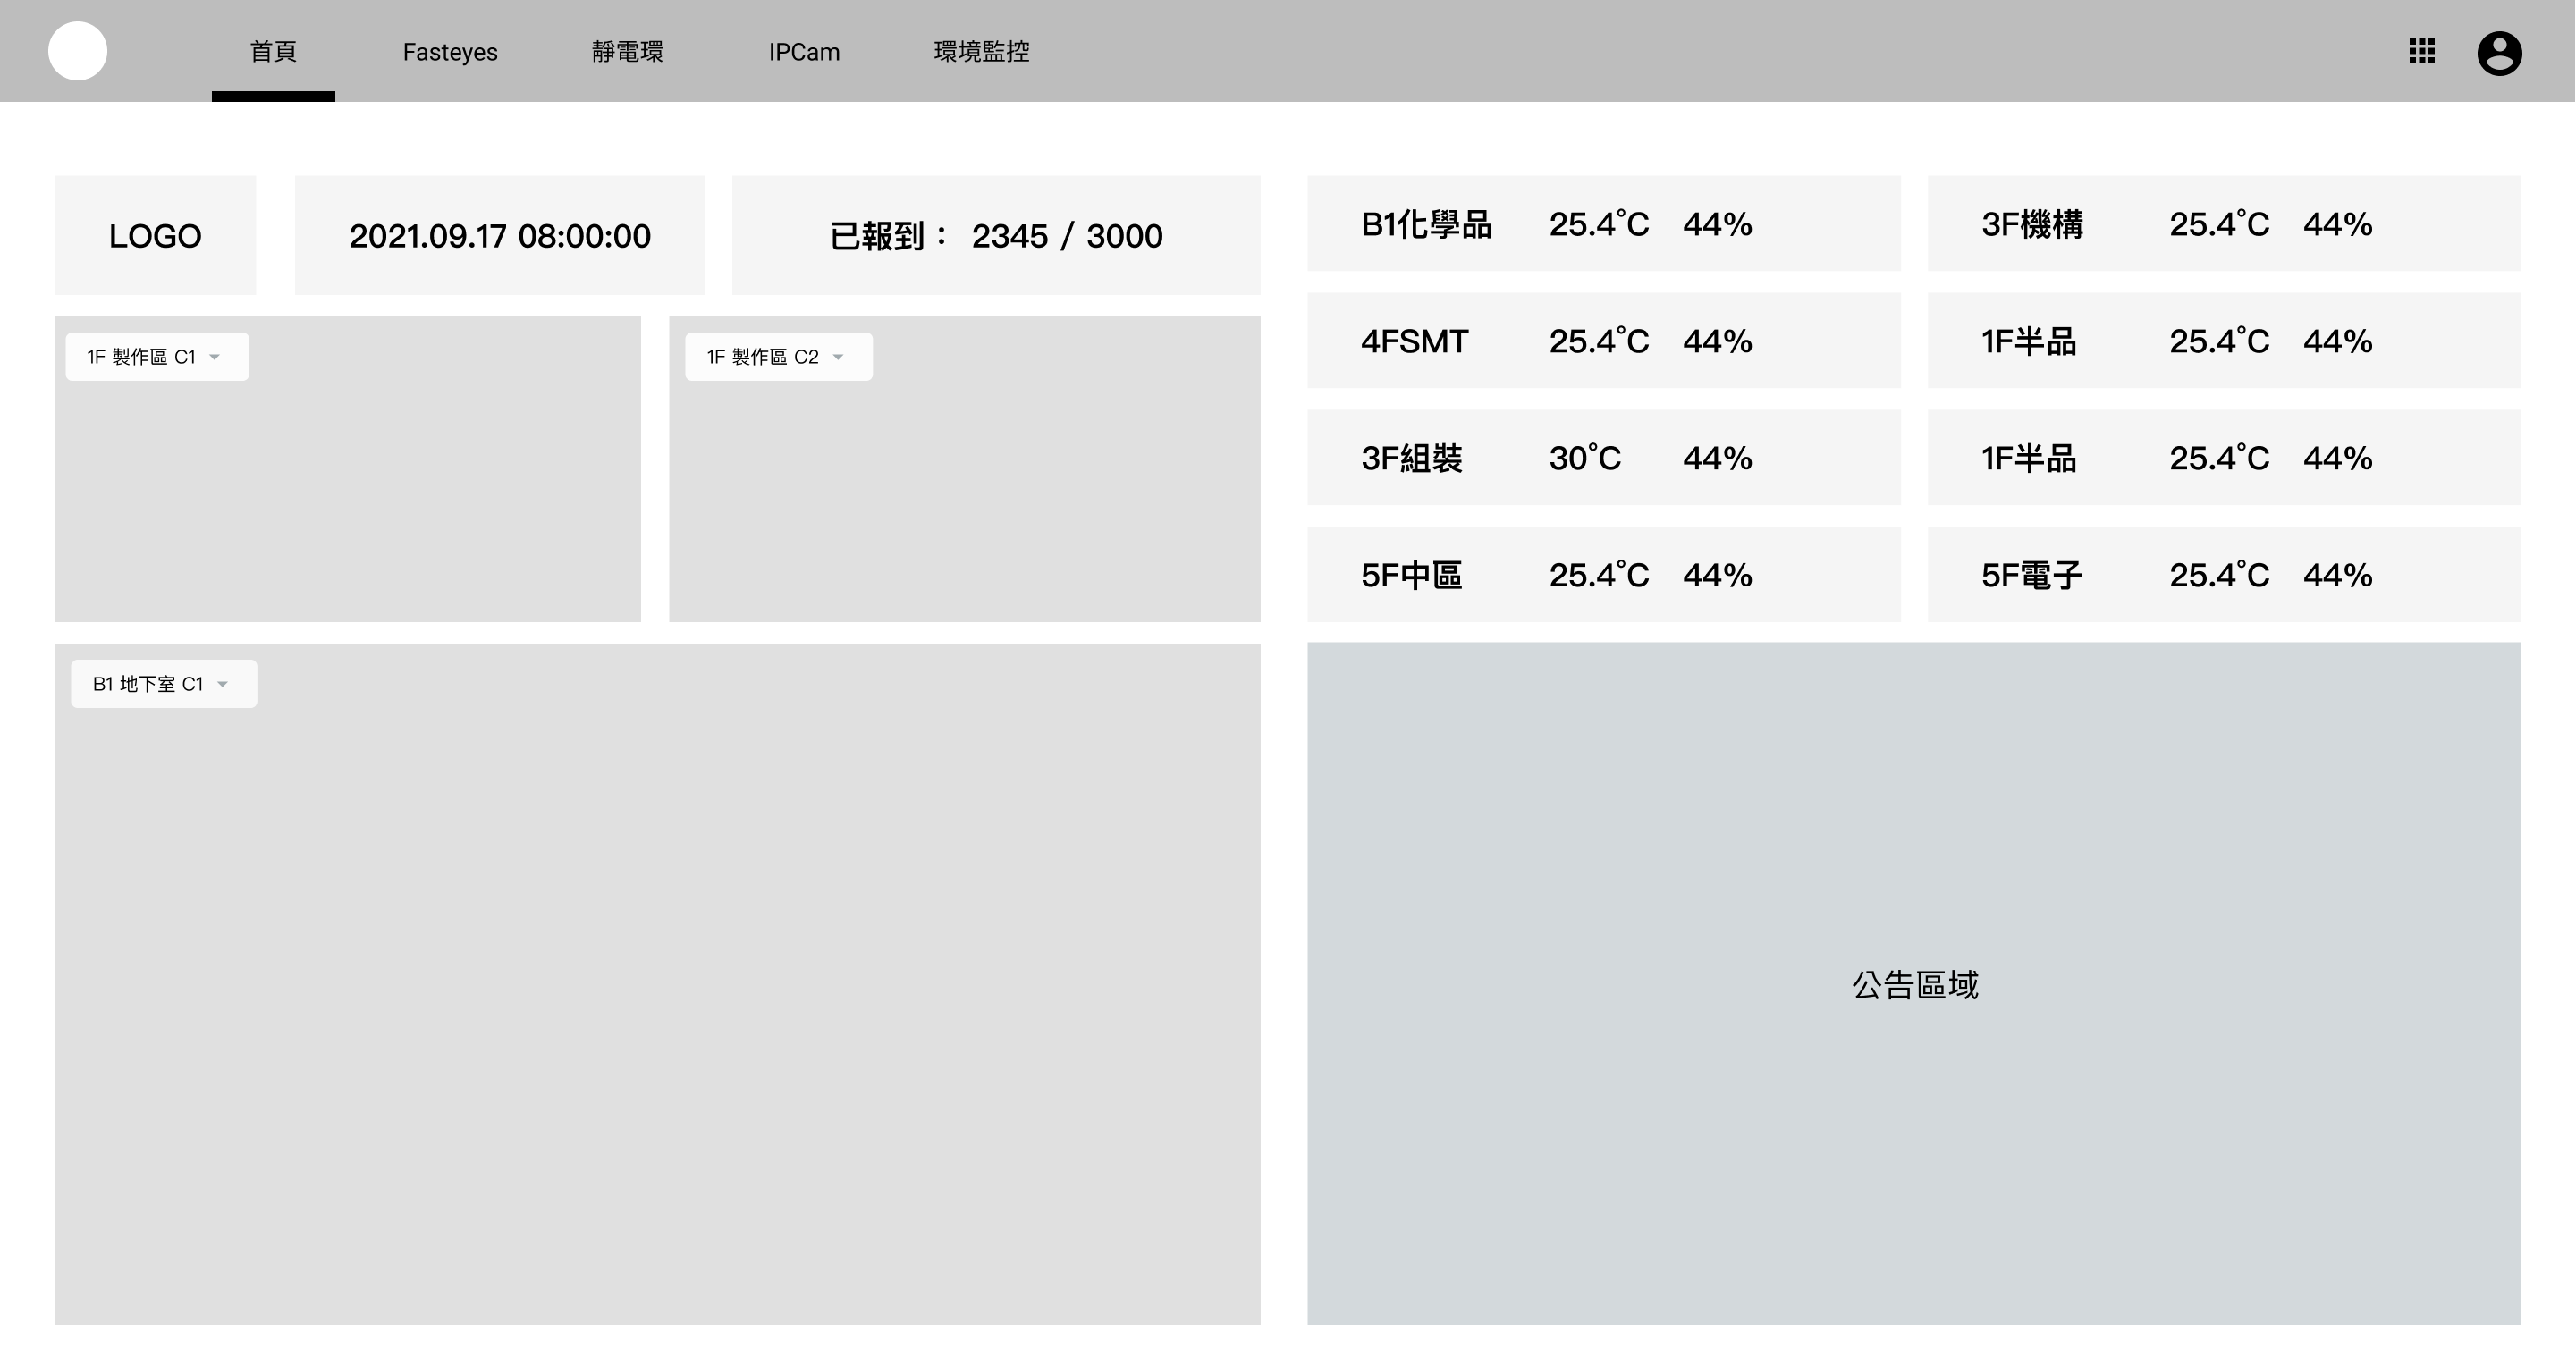 首頁 Fasteyes 靜電環 IPCam 環境監控
LOGO
2021.09.17 08:00:00
已報到： 2345 / 3000
1F 製作區 C1
1F 製作區 C2
B1 地下室 C1
B1化學品 25.4°C 44%
3F機構 25.4°C 44%
4FSMT 25.4°C 44%
1F半品 25.4°C 44%
3F組裝 30°C 44%
1F半品 25.4°C 44%
5F中區 25.4°C 44%
5F電子 25.4°C 44%
公告區域